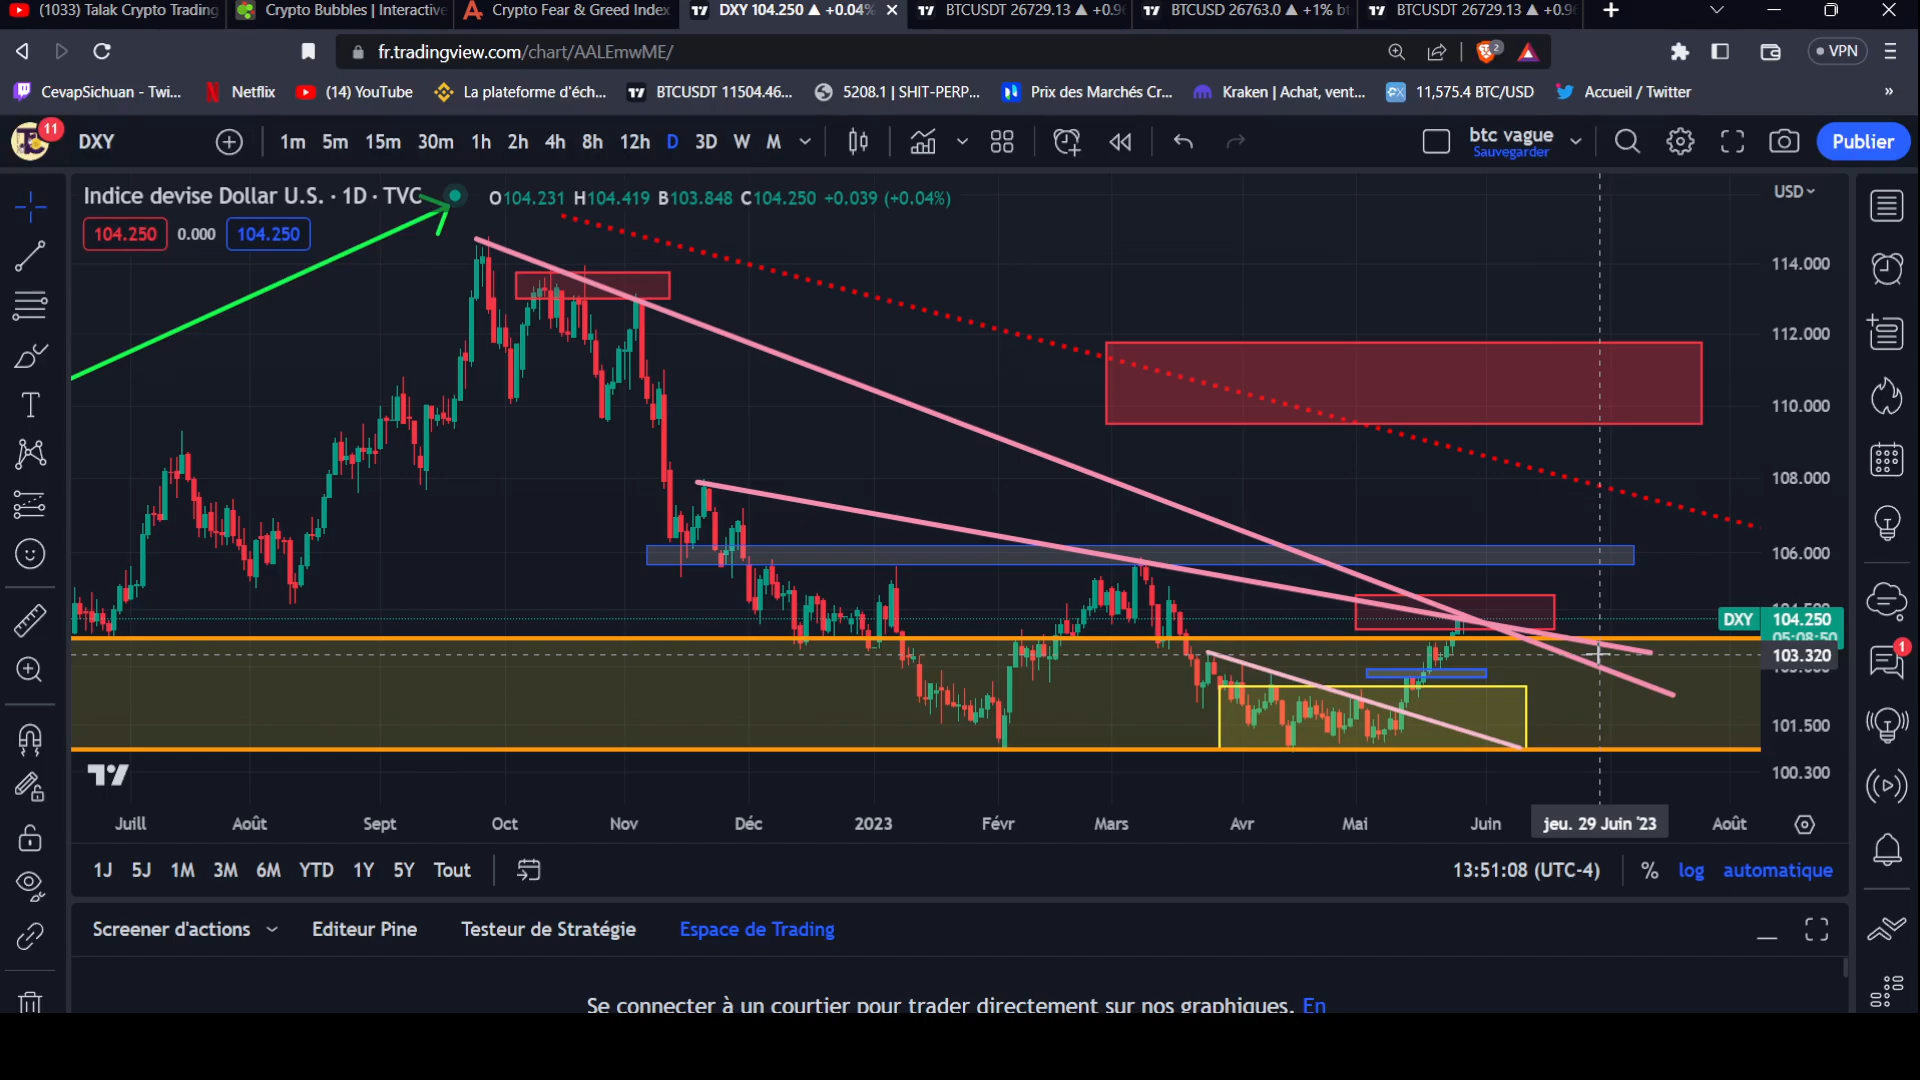 (1033) Talak Crypto Trading
Crypto Bubbles | Interactive
Crypto Fear & Greed Index
DXY 104.250 ▲ +0.04%
BTCUSDT 26729.13 ▲ +0.9
BTCUSD 26763.0 ▲ +1% b
BTCUSDT 26729.13 ▲ +0.9
fr.tradingview.com/chart/AALEmwME/
2
VPN
CevapSichuan - Twi...
Netflix
(14) YouTube
La plateforme d'éch...
BTCUSDT 11504.46...
5208.1 | SHIT-PERP...
Prix des Marchés Cr...
Kraken | Achat, vent...
11,575.4 BTC/USD
Accueil / Twitter
»
11
DXY
1m 5m 15m 30m 1h 2h 4h 8h 12h D 3D W M
btc vague
Sauvegarder
Publier
Indice devise Dollar U.S. · 1D · TVC
O104.231 H104.419 B103.848 C104.250 +0.039 (+0.04%)
USD
104.250 0.000 104.250
114.000
112.000
110.000
108.000
106.000
DXY 104.250
05:08:50
103.320
101.500
100.300
Juill Août Sept Oct Nov Déc 2023 Févr Mars Avr Mai Juin jeu. 29 Juin '23 Août
1J 5J 1M 3M 6M YTD 1Y 5Y Tout
13:51:08 (UTC-4) % log automatique
Screener d'actions Editeur Pine Testeur de Stratégie Espace de Trading
1
Se connecter à un courtier pour trader directement sur nos graphiques. En